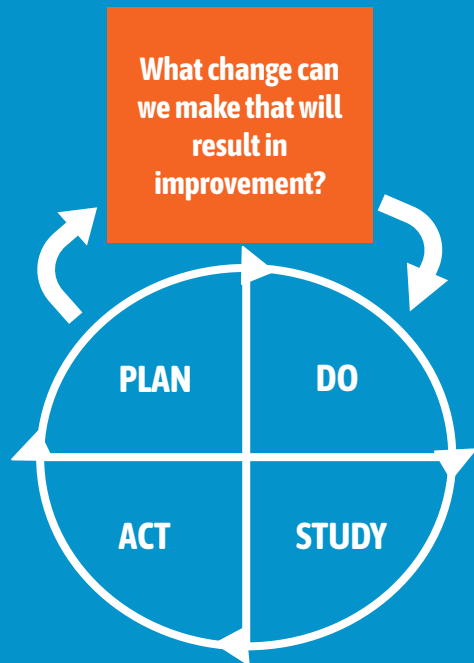 What change can
we make that will
result in
improvement?
PLAN
DO
ACT
STUDY